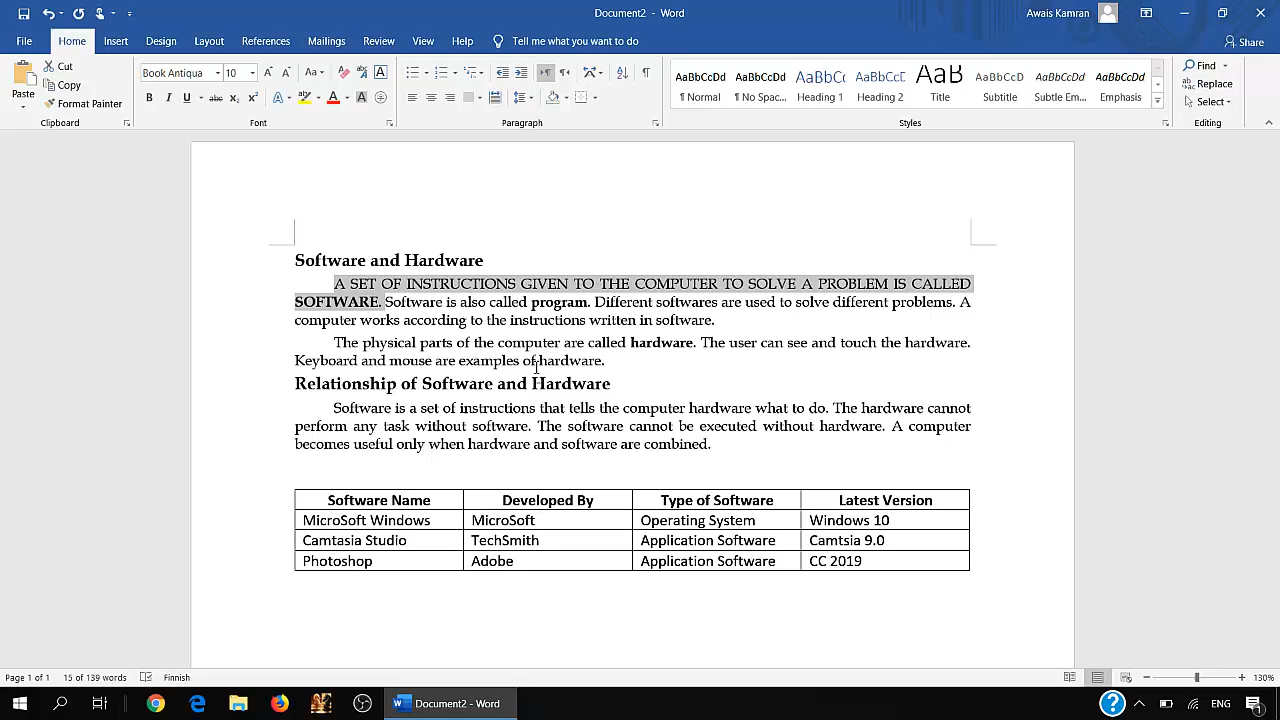 Document2 - Word
Awais Kamran
File Home Insert Design Layout References Mailings Review View Help Tell me what you want to do
Share
Paste
Cut
Copy
Format Painter
Clipboard
Book Antiqua 10
Font
Paragraph
AaBbCcDd AaBbCcDd AaBbC AaBbCcE AaB AaBbCcD AaBbCcDd AaBbCcDd
¶ Normal ¶ No Spac... Heading 1 Heading 2 Title Subtitle Subtle Em... Emphasis
Styles
Find
Replace
Select
Editing
Software and Hardware
A SET OF INSTRUCTIONS GIVEN TO THE COMPUTER TO SOLVE A PROBLEM IS CALLED
SOFTWARE. Software is also called program. Different softwares are used to solve different problems. A
computer works according to the instructions written in software.
The physical parts of the computer are called hardware. The user can see and touch the hardware.
Keyboard and mouse are examples of hardware.
Relationship of Software and Hardware
Software is a set of instructions that tells the computer hardware what to do. The hardware cannot
perform any task without software. The software cannot be executed without hardware. A computer
becomes useful only when hardware and software are combined.
Software Name Developed By Type of Software Latest Version
MicroSoft Windows MicroSoft Operating System Windows 10
Camtasia Studio TechSmith Application Software Camtsia 9.0
Photoshop Adobe Application Software CC 2019
Page 1 of 1 15 of 139 words Finnish 130%
Document2 - Word
ENG